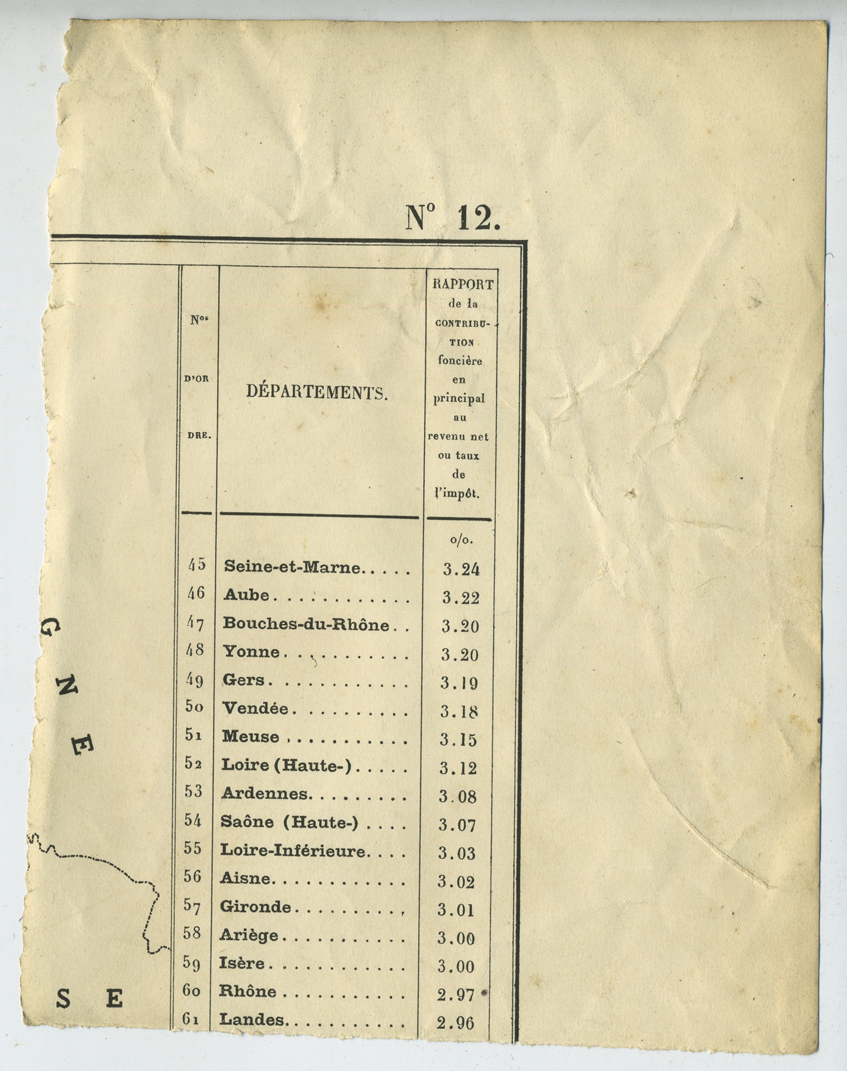 N° 12.
Nos
D'OR
DRE.
DÉPARTEMENTS.
RAPPORT
de la
CONTRIBU-
TION
foncière
en
principal
au
revenu net
ou taux
de
l'impôt.
o/o.
45 Seine-et-Marne..... 3.24
46 Aube............ 3.22
47 Bouches-du-Rhône.. 3.20
48 Yonne........... 3.20
49 Gers............ 3.19
50 Vendée.......... 3.18
51 Meuse........... 3.15
52 Loire (Haute-)..... 3.12
53 Ardennes......... 3.08
54 Saône (Haute-).... 3.07
55 Loire-Inférieure.... 3.03
56 Aisne............ 3.02
57 Gironde.......... 3.01
58 Ariège........... 3.00
59 Isère............ 3.00
60 Rhône........... 2.97
61 Landes........... 2.96
G N E
S E